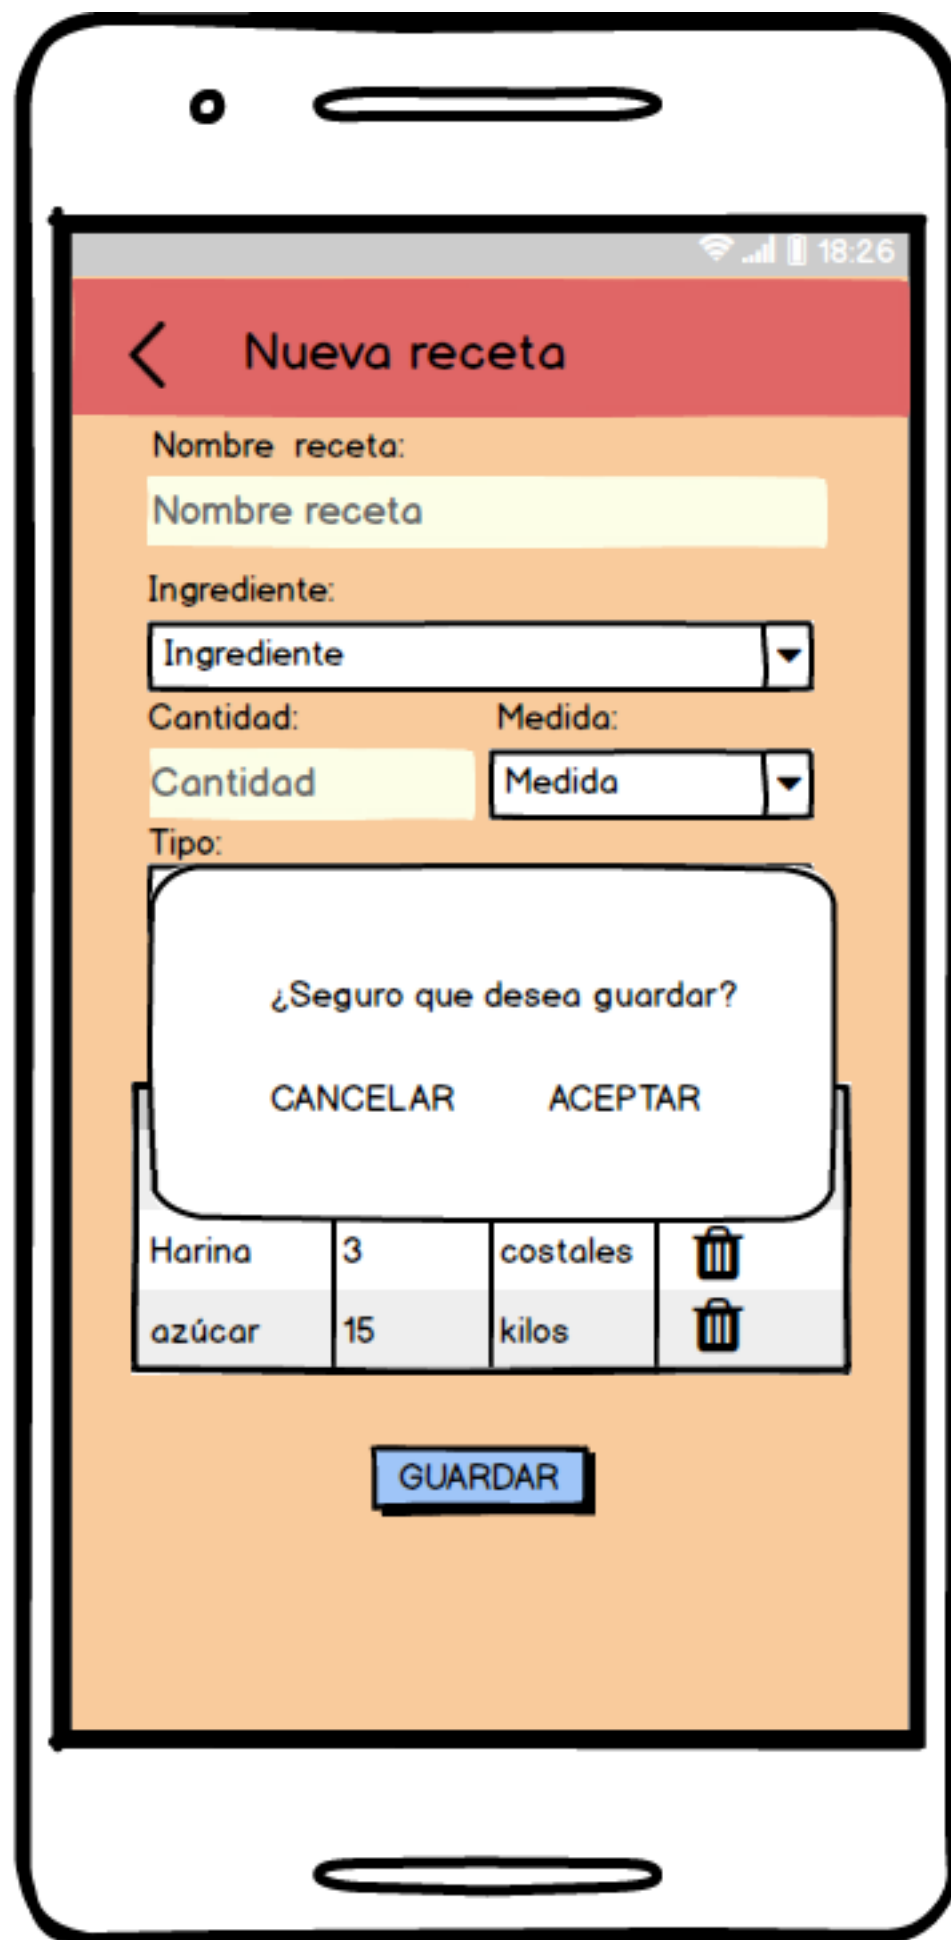 18:26
Nueva receta
Nombre receta:
Nombre receta
Ingrediente:
Ingrediente
Cantidad: Medida:
Cantidad Medida
Tipo:
¿Seguro que desea guardar?
CANCELAR ACEPTAR
Harina 3 costales
azúcar 15 kilos
GUARDAR